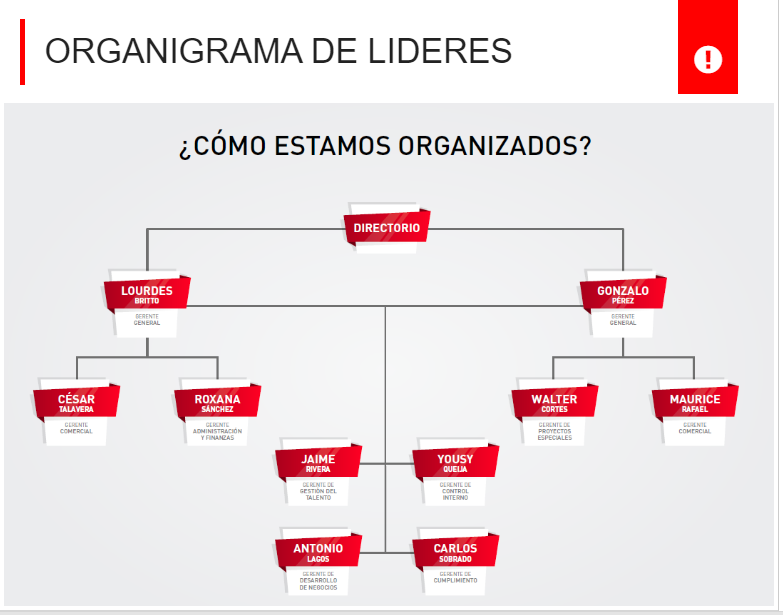 ORGANIGRAMA DE LIDERES
¿CÓMO ESTAMOS ORGANIZADOS?
DIRECTORIO
LOURDES
BRITTO
GERENTE
GENERAL
GONZALO
PÉREZ
GERENTE
GENERAL
CÉSAR
TALAVERA
GERENTE
COMERCIAL
ROXANA
SÁNCHEZ
GERENTE
ADMINISTRACIÓN
Y FINANZAS
WALTER
CORTES
GERENTE DE
PROYECTOS
ESPECIALES
MAURICE
RAFAEL
GERENTE
COMERCIAL
JAIME
RIVERA
GERENTE DE
GESTIÓN DEL
TALENTO
YOUSY
QUEIJA
GERENTE DE
CONTROL
INTERNO
ANTONIO
LAGOS
GERENTE DE
DESARROLLO
DE NEGOCIOS
CARLOS
SOBRADO
GERENTE DE
CUMPLIMIENTO